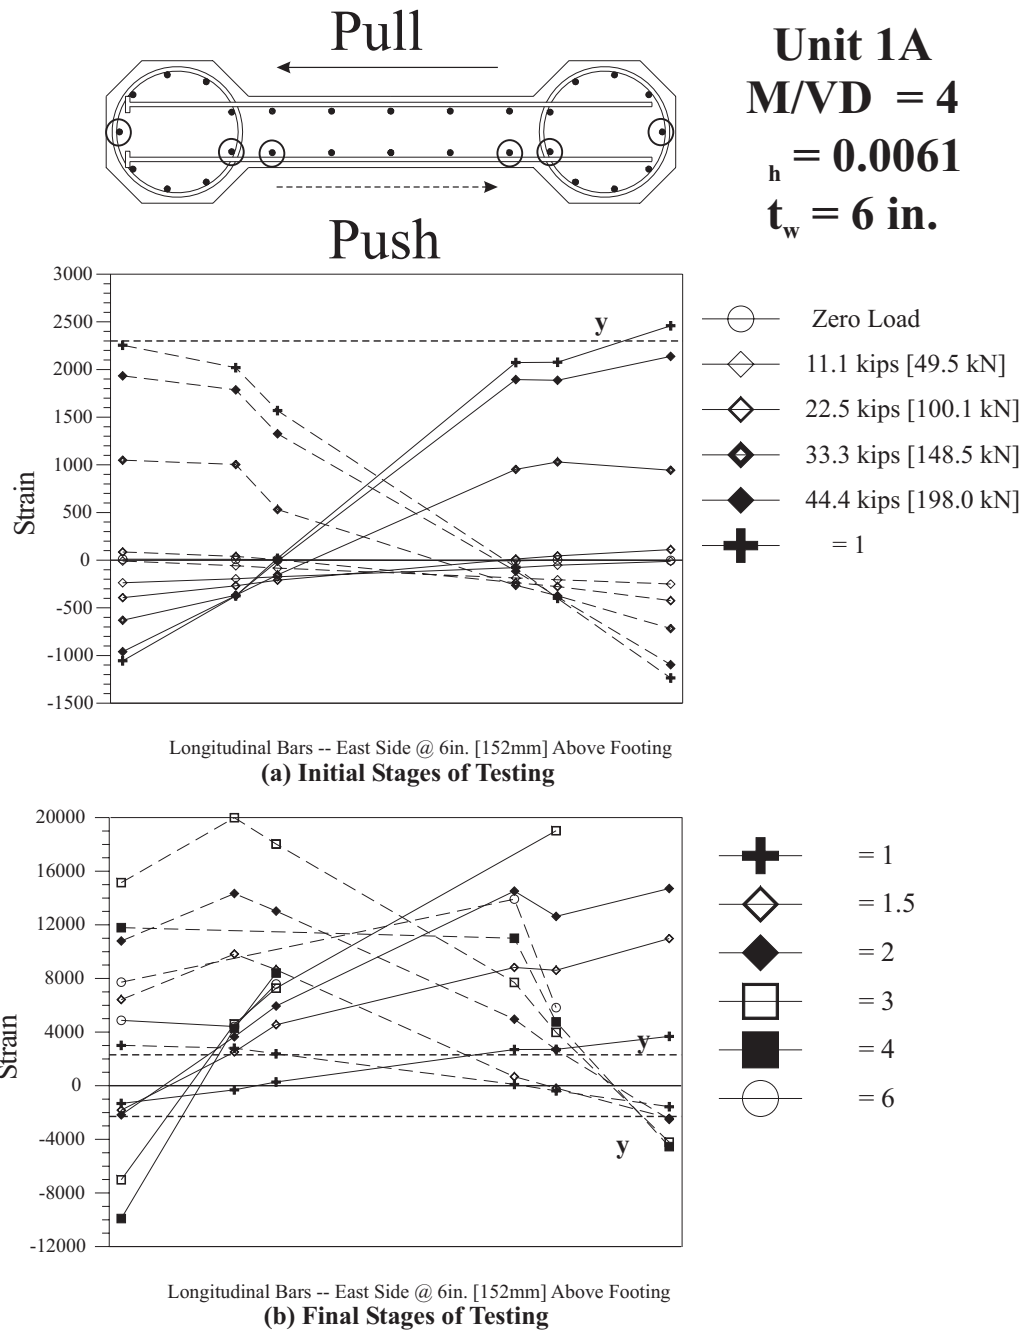 Pull
Unit 1A
M/VD = 4
h = 0.0061
tw = 6 in.
Push
3000
2500
2000
1500
1000
500
0
-500
-1000
-1500
Strain
y
Zero Load
11.1 kips [49.5 kN]
22.5 kips [100.1 kN]
33.3 kips [148.5 kN]
44.4 kips [198.0 kN]
= 1
Longitudinal Bars -- East Side @ 6in. [152mm] Above Footing
(a) Initial Stages of Testing
20000
16000
12000
8000
4000
0
-4000
-8000
-12000
Strain
y
y
= 1
= 1.5
= 2
= 3
= 4
= 6
Longitudinal Bars -- East Side @ 6in. [152mm] Above Footing
(b) Final Stages of Testing